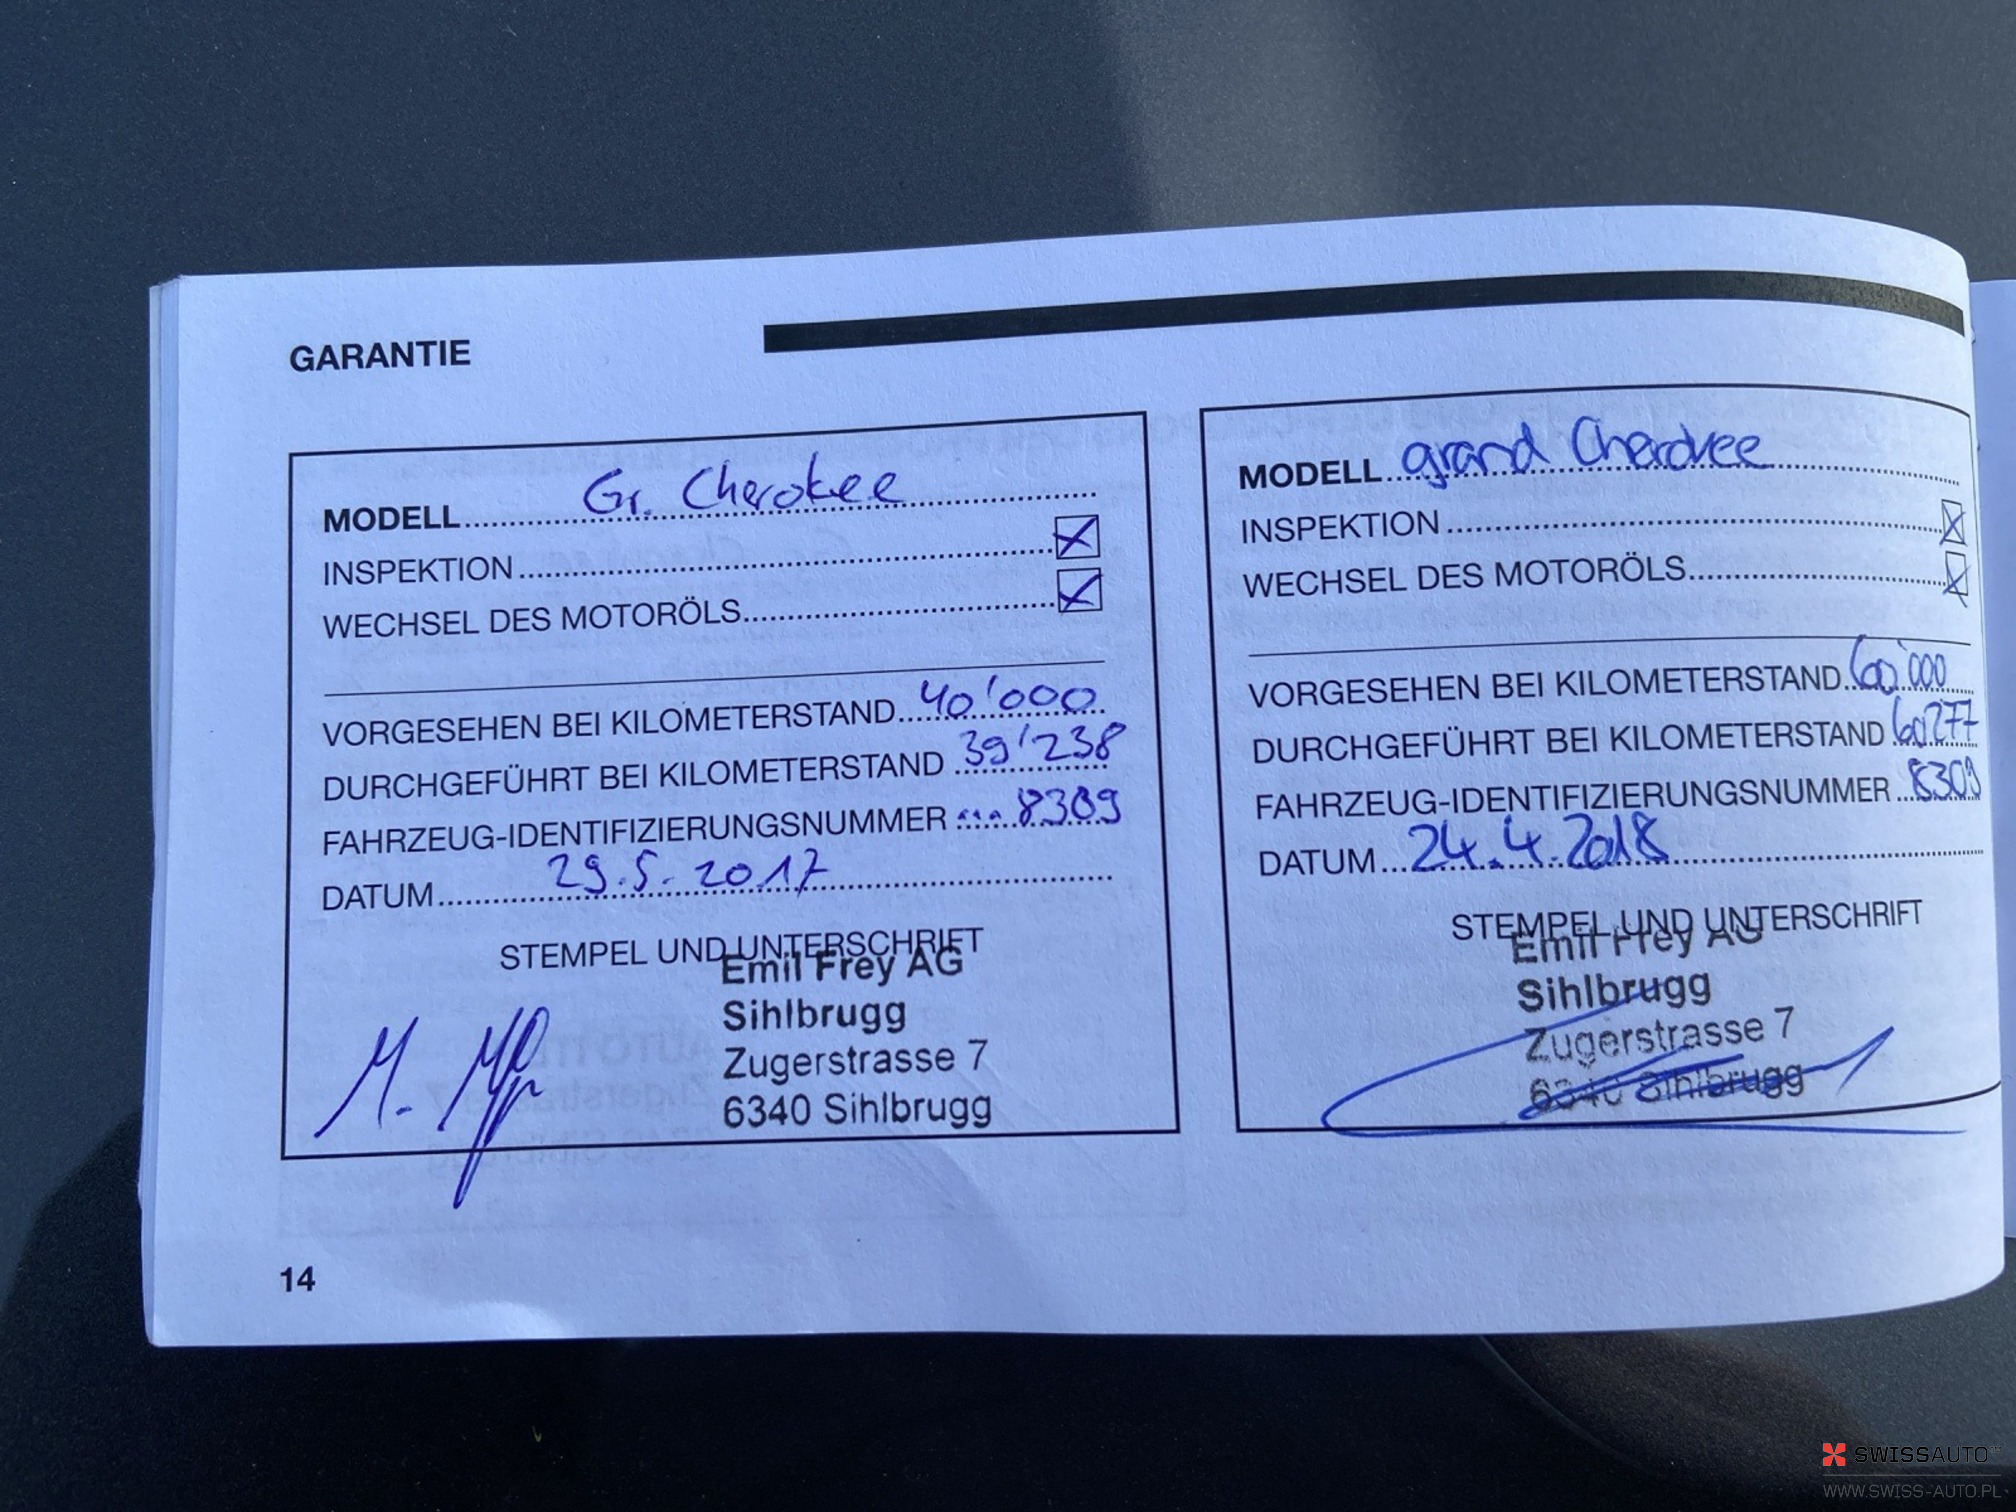 GARANTIE
MODELL Gr. Cherokee
INSPEKTION
WECHSEL DES MOTORÖLS
VORGESEHEN BEI KILOMETERSTAND 40'000
DURCHGEFÜHRT BEI KILOMETERSTAND 39'238
FAHRZEUG-IDENTIFIZIERUNGSNUMMER ...8309
DATUM 29.5.2017
STEMPEL UND UNTERSCHRIFT
Emil Frey AG
Sihlbrugg
Zugerstrasse 7
6340 Sihlbrugg
MODELL grand Cherokee
INSPEKTION
WECHSEL DES MOTORÖLS
VORGESEHEN BEI KILOMETERSTAND 60'000
DURCHGEFÜHRT BEI KILOMETERSTAND 60277
FAHRZEUG-IDENTIFIZIERUNGSNUMMER 8309
DATUM 24.4.2018
STEMPEL UND UNTERSCHRIFT
Emil Frey AG
Sihlbrugg
Zugerstrasse 7
6340 Sihlbrugg
14
SWISSAUTO
WWW.SWISS-AUTO.PL